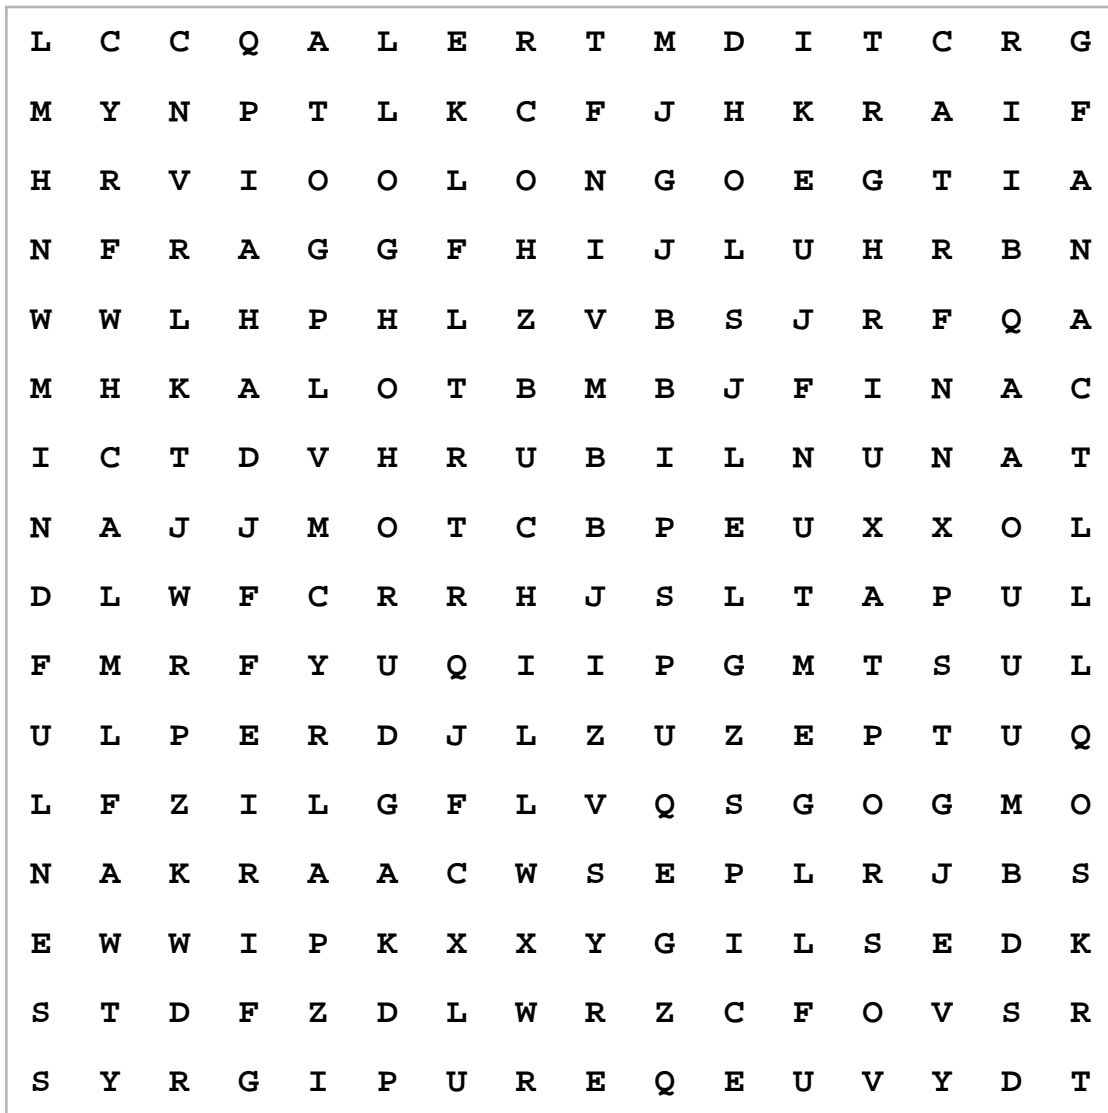 L C C Q A L E R T M D I T C R G
M Y N P T L K C F J H K R A I F
H R V I O O L O N G O E G T I A
N F R A G G F H I J L U H R B N
W W L H P H L Z V B S J R F Q A
M H K A L O T B M B J F I N A C
I C T D V H R U B I L N U N A T
N A J J M O T C B P E U X X O L
D L W F C R R H J S L T A P U L
F M R F Y U Q I I P G M T S U L
U L P E R D J L Z U Z E P T U Q
L F Z I L G F L V Q S G O G M O
N A K R A A C W S E P L R J B S
E W W I P K X X Y G I L S E D K
S T D F Z D L W R Z C F O V S R
S Y R G I P U R E Q E U V Y D T